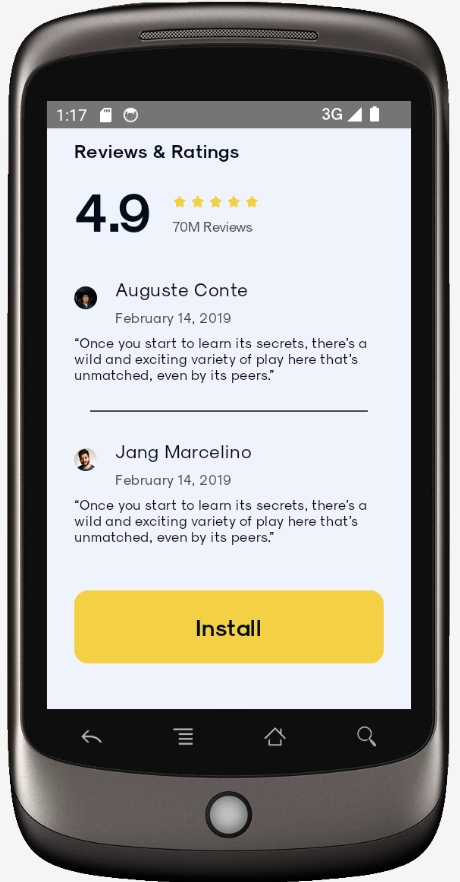 1:17
3G
Reviews & Ratings
4.9
70M Reviews
Auguste Conte
February 14, 2019
“Once you start to learn its secrets, there’s a
wild and exciting variety of play here that’s
unmatched, even by its peers.”
Jang Marcelino
February 14, 2019
“Once you start to learn its secrets, there’s a
wild and exciting variety of play here that’s
unmatched, even by its peers.”
Install